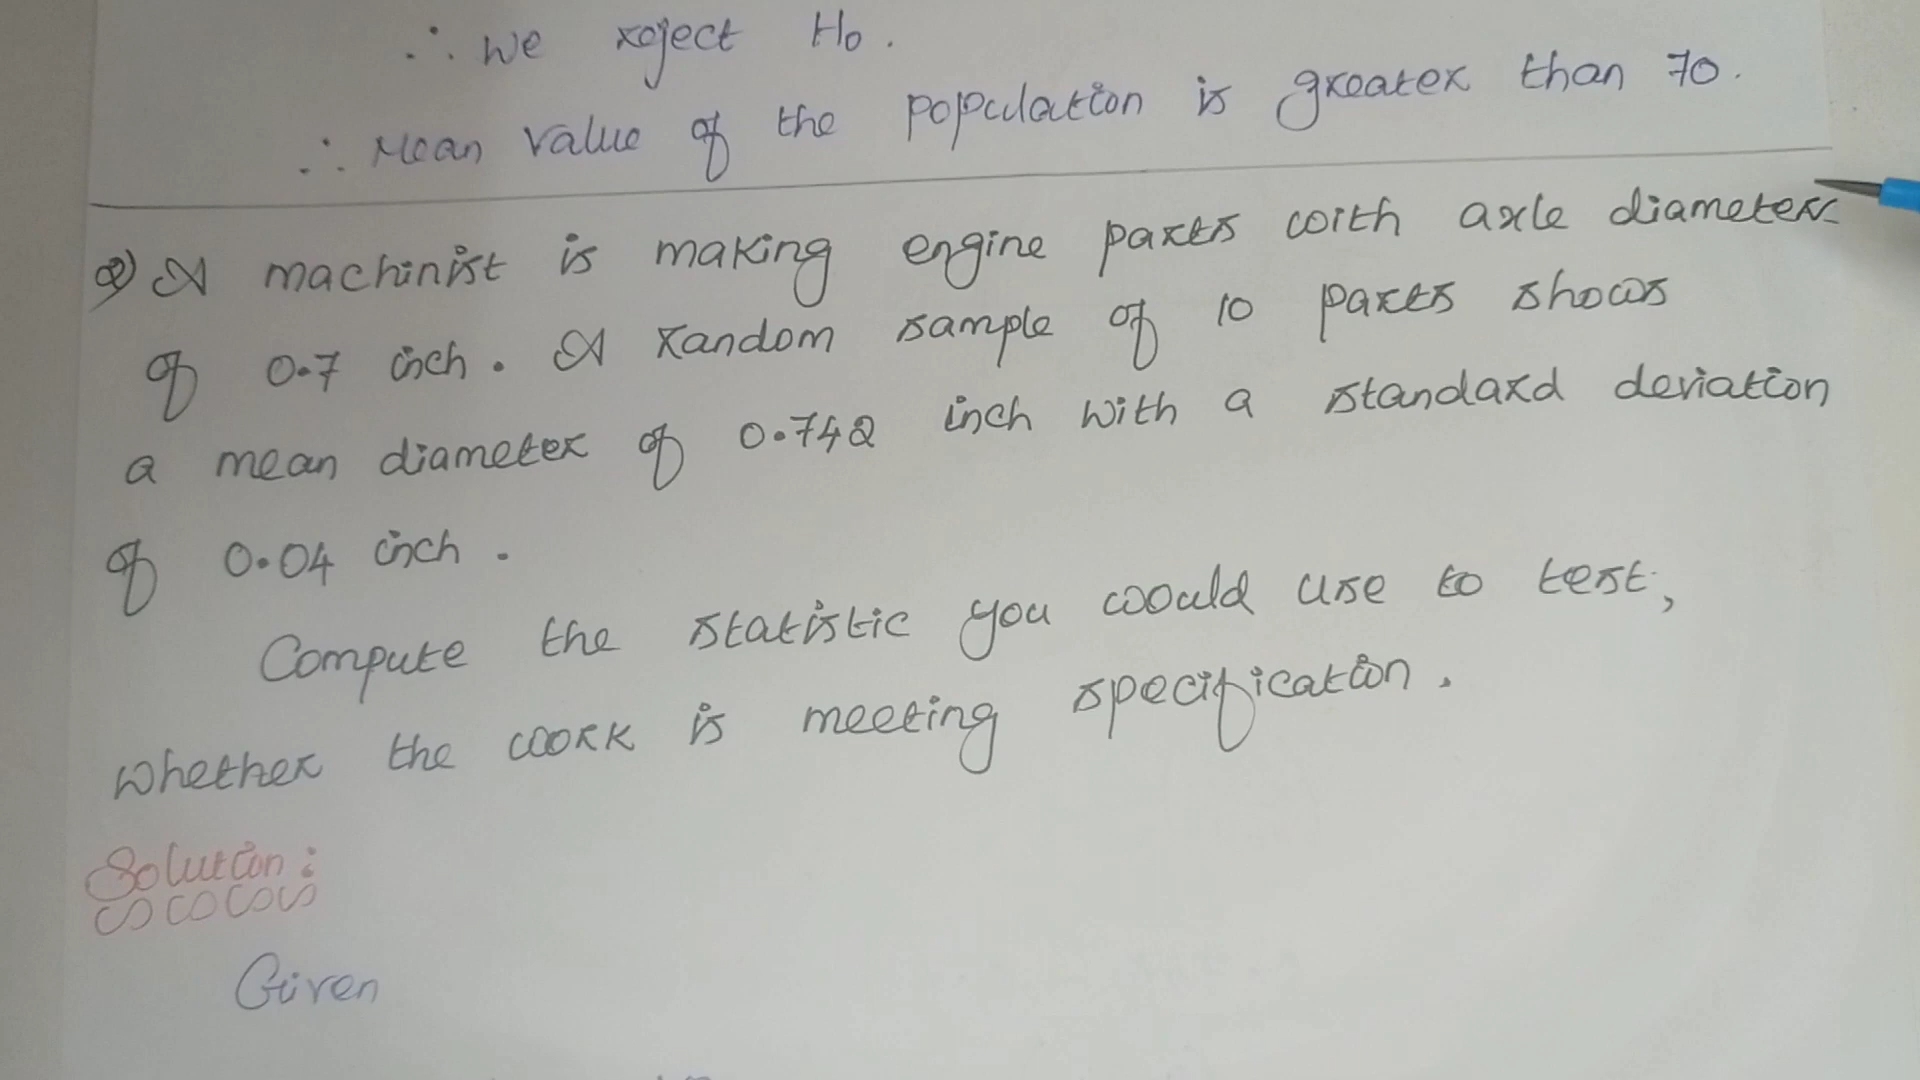 ∴ We reject H₀.
∴ Mean value of the population is greater than 70.
2) A machinist is making engine parts with axle diameter
of 0.7 inch. A random sample of 10 parts shows
a mean diameter of 0.742 inch with a standard deviation
of 0.04 inch.
Compute the statistic you would use to test,
whether the work is meeting specification.
Solution:
Given